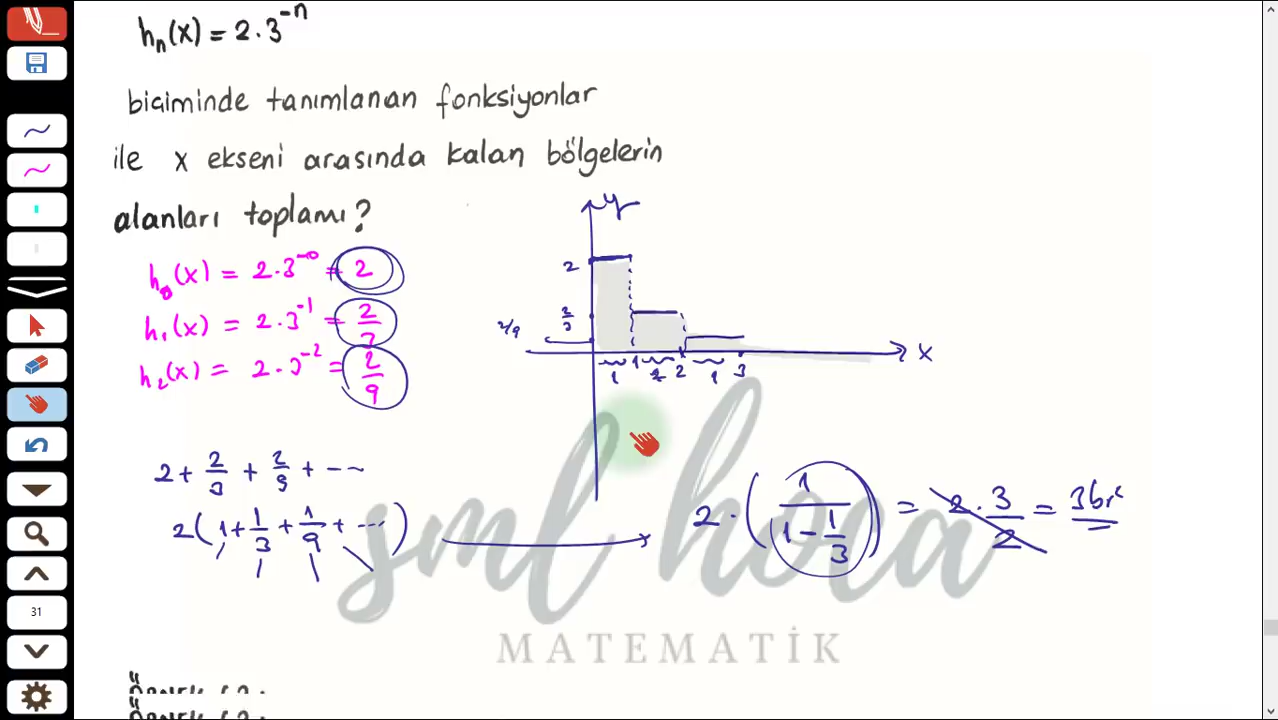 hₙ(x) = 2 . 3⁻ⁿ
biçiminde tanımlanan fonksiyonlar
ile x ekseni arasında kalan bölgelerin
alanları toplamı?
h₀(x) = 2 . 3⁻⁰ = 2
h₁(x) = 2 . 3⁻¹ = 2/3
h₂(x) = 2 . 3⁻² = 2/9
y
2
2/3
2/9
x
1 2 3
1 1
2 + 2/3 + 2/9 + ...
2(1 + 1/3 + 1/9 + ...)
2 . (1/(1 - 1/3)) = 2 . 3/2 = 3br²
sml hoca
MATEMATİK
31